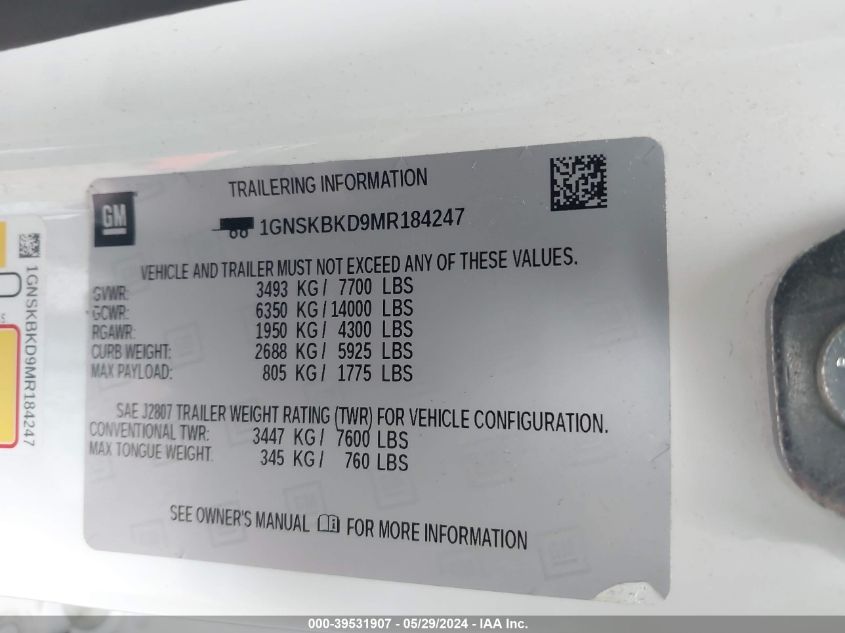 GM
TRAILERING INFORMATION
1GNSKBKD9MR184247
VEHICLE AND TRAILER MUST NOT EXCEED ANY OF THESE VALUES.
GVWR: 3493 KG / 7700 LBS
GCWR: 6350 KG / 14000 LBS
RGAWR: 1950 KG / 4300 LBS
CURB WEIGHT: 2688 KG / 5925 LBS
MAX PAYLOAD: 805 KG / 1775 LBS
SAE J2807 TRAILER WEIGHT RATING (TWR) FOR VEHICLE CONFIGURATION.
CONVENTIONAL TWR: 3447 KG / 7600 LBS
MAX TONGUE WEIGHT: 345 KG / 760 LBS
SEE OWNER'S MANUAL FOR MORE INFORMATION
1GNSKBKD9MR184247
000-39531907 - 05/29/2024 - IAA Inc.